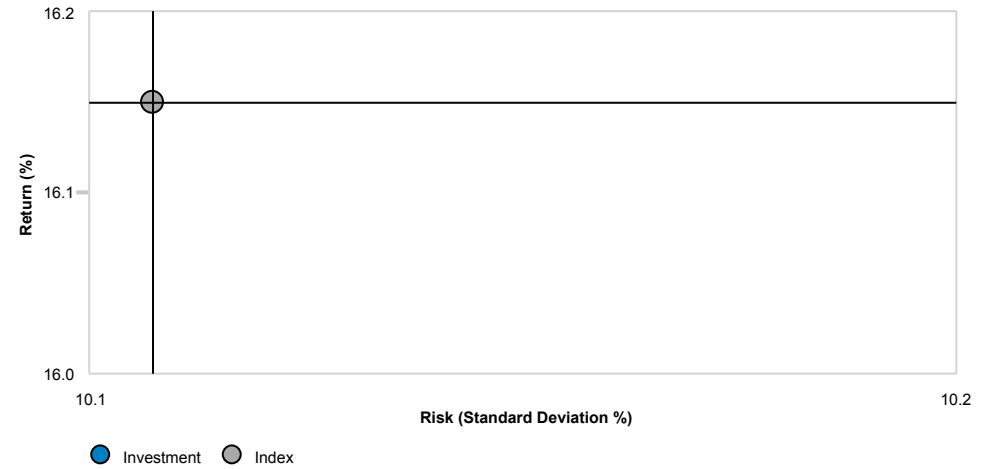 16.2
Return (%)
16.1
16.0
10.1
10.2
Risk (Standard Deviation %)
Investment Index